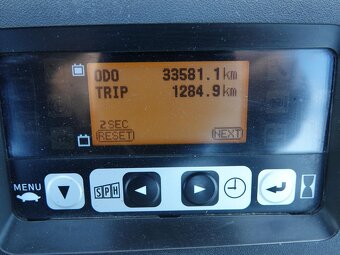 ODO 33581.1km
TRIP 1284.9km
2SEC
RESET NEXT
MENU SPH